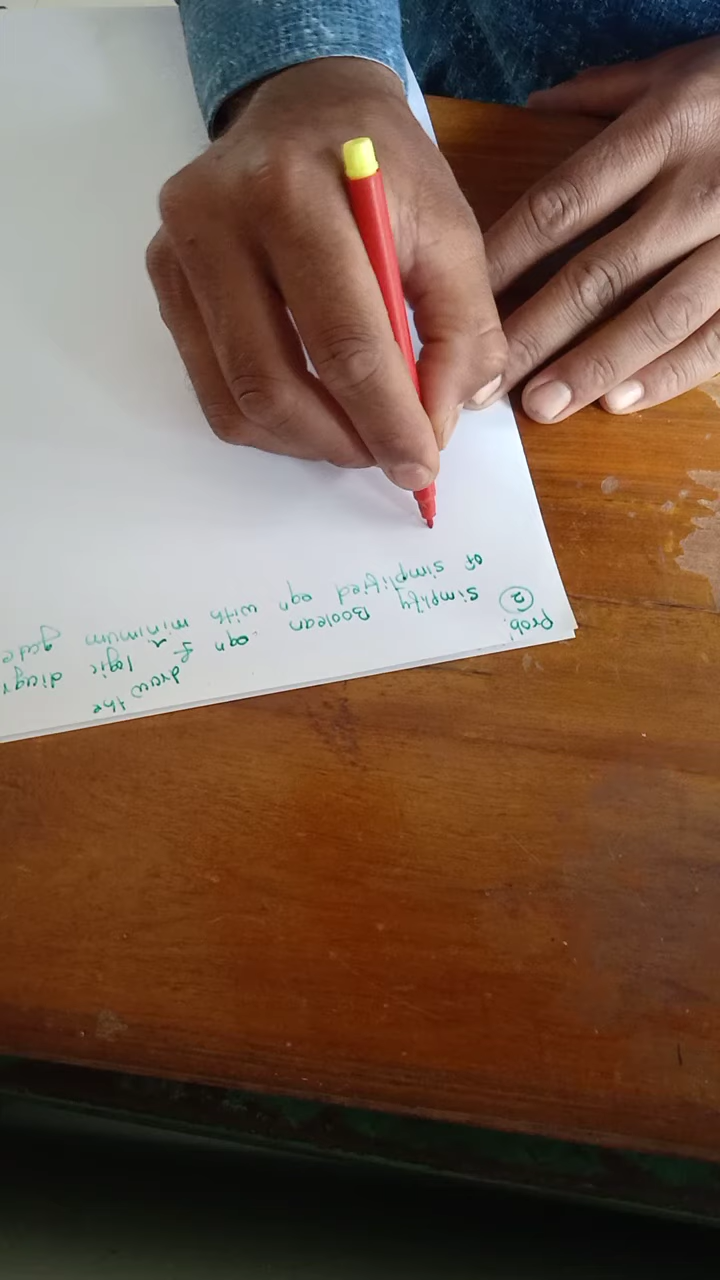 Prob: ② Simplify Boolean eqn & draw the
logic diagr
of simplified eqn with minimum gate